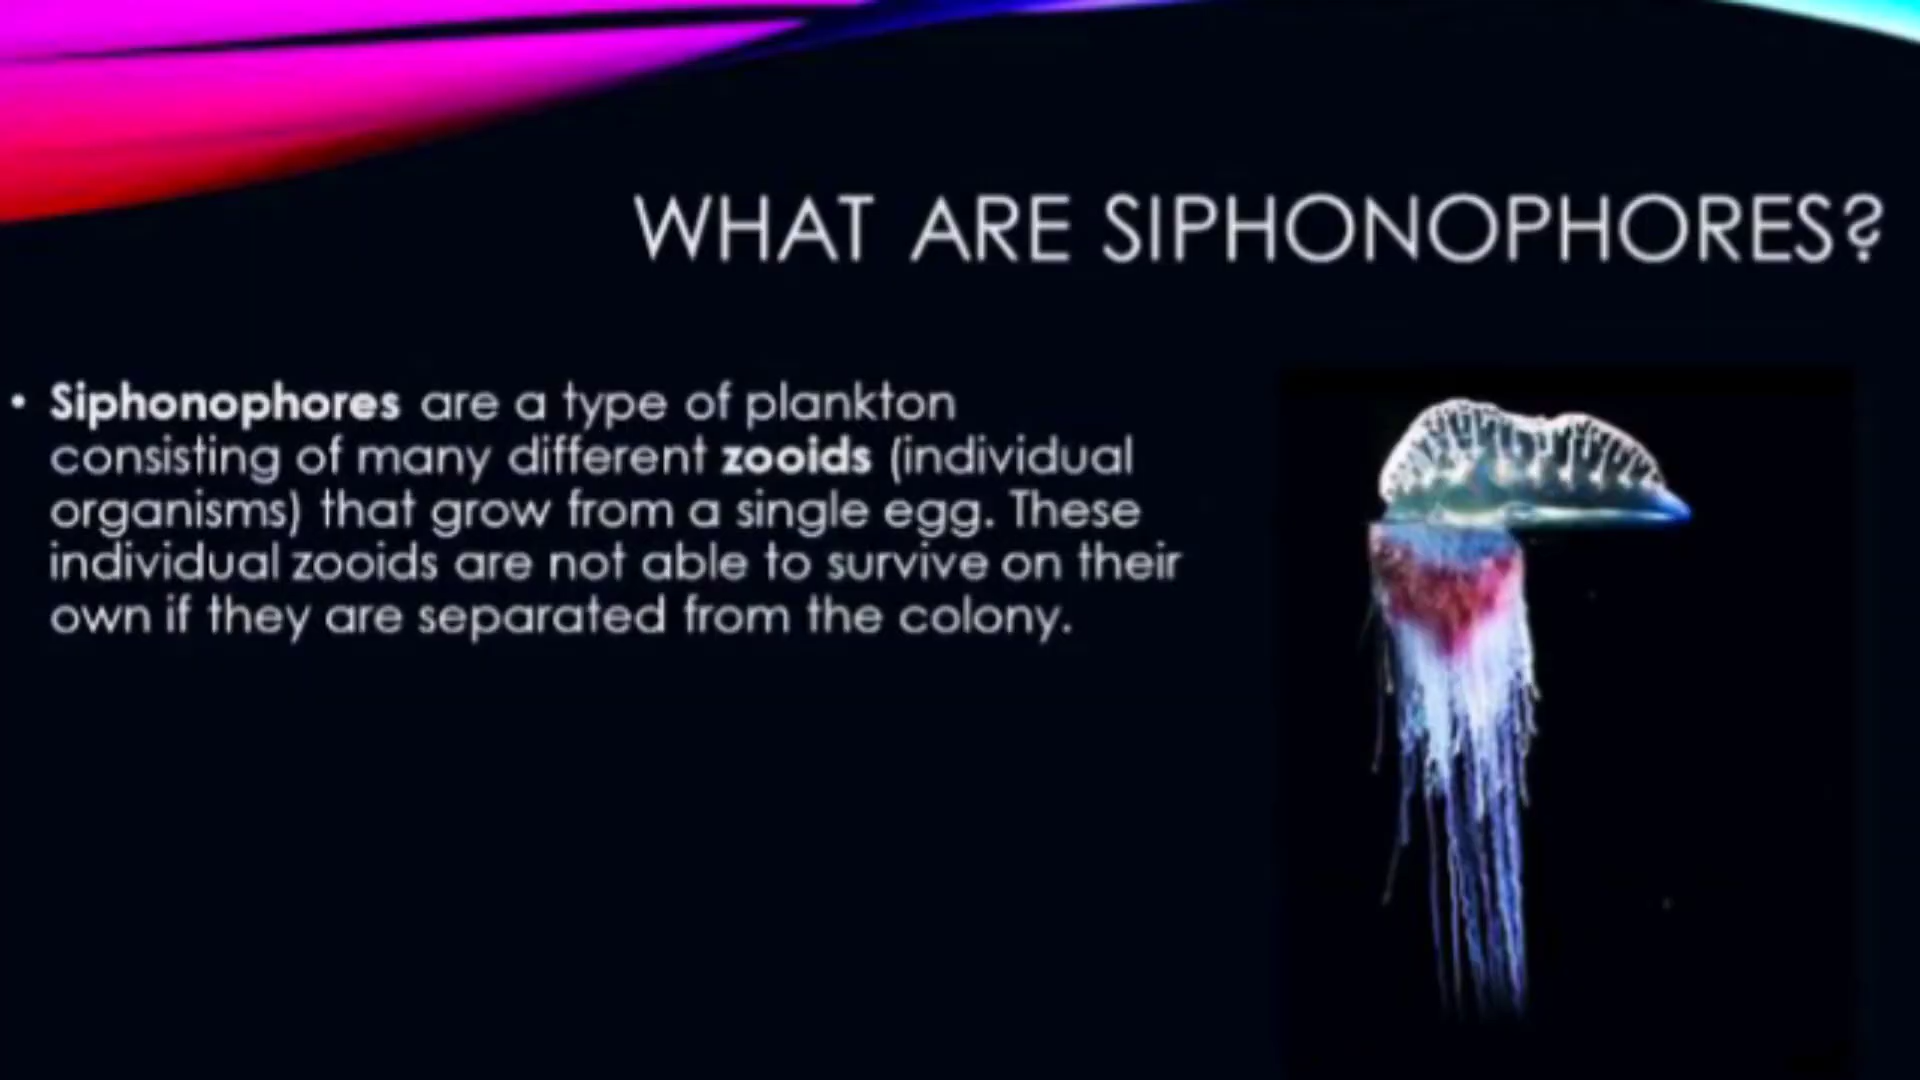 WHAT ARE SIPHONOPHORES?
• Siphonophores are a type of plankton
consisting of many different zooids (individual
organisms) that grow from a single egg. These
individual zooids are not able to survive on their
own if they are separated from the colony.